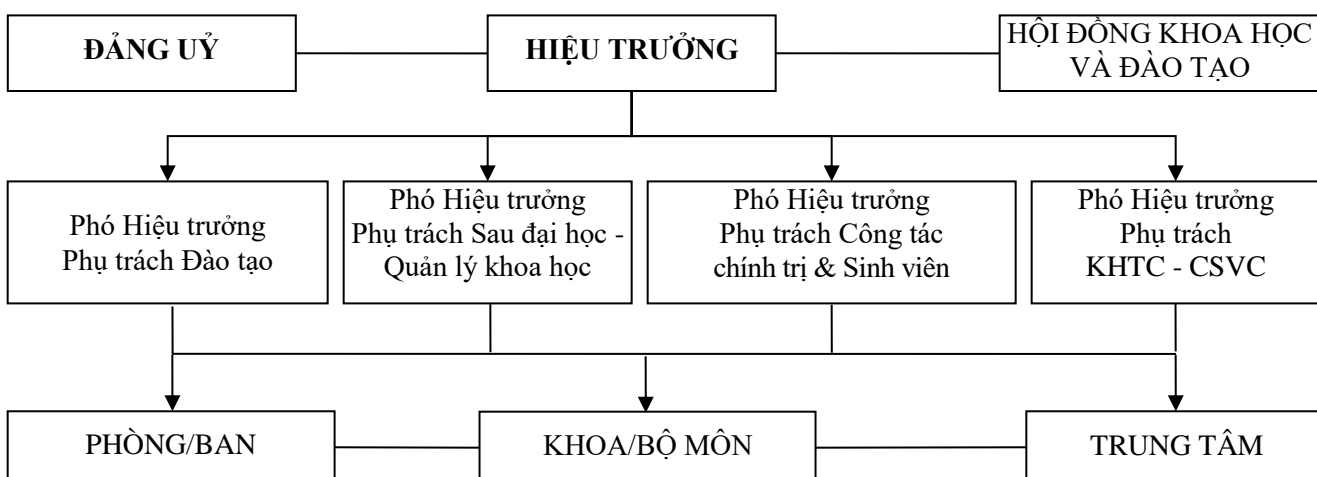 ĐẢNG UỶ
HIỆU TRƯỞNG
HỘI ĐỒNG KHOA HỌC
VÀ ĐÀO TẠO
Phó Hiệu trưởng
Phụ trách Đào tạo
Phó Hiệu trưởng
Phụ trách Sau đại học -
Quản lý khoa học
Phó Hiệu trưởng
Phụ trách Công tác
chính trị & Sinh viên
Phó Hiệu trưởng
Phụ trách
KHTC - CSVC
PHÒNG/BAN
KHOA/BỘ MÔN
TRUNG TÂM